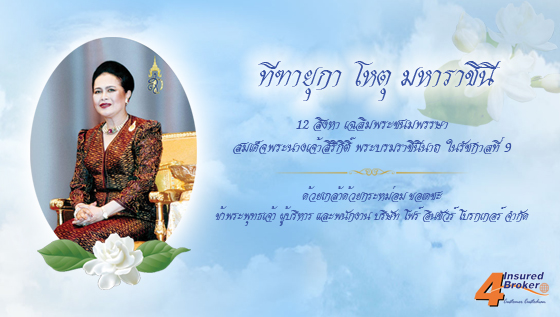 ทีฆายุกา โหตุ มหาราชินี
12 สิงหา เฉลิมพระชนมพรรษา
สมเด็จพระนางเจ้าสิริกิติ์ พระบรมราชินีนาถ ในรัชกาลที่ 9
ด้วยเกล้าด้วยกระหม่อม ขอเดชะ
ข้าพระพุทธเจ้า ผู้บริหาร และพนักงาน บริษัท โฟร์ อินชัวร์ โบรกเกอร์ จำกัด
4 Insured
Broker